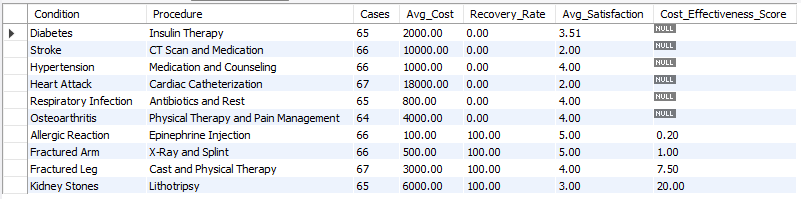 Condition Procedure Cases Avg_Cost Recovery_Rate Avg_Satisfaction Cost_Effectiveness_Score
Diabetes Insulin Therapy 65 2000.00 0.00 3.51 NULL
Stroke CT Scan and Medication 66 10000.00 0.00 2.00 NULL
Hypertension Medication and Counseling 66 1000.00 0.00 4.00 NULL
Heart Attack Cardiac Catheterization 67 18000.00 0.00 2.00 NULL
Respiratory Infection Antibiotics and Rest 65 800.00 0.00 4.00 NULL
Osteoarthritis Physical Therapy and Pain Management 64 4000.00 0.00 4.00 NULL
Allergic Reaction Epinephrine Injection 66 100.00 100.00 5.00 0.20
Fractured Arm X-Ray and Splint 66 500.00 100.00 5.00 1.00
Fractured Leg Cast and Physical Therapy 67 3000.00 100.00 4.00 7.50
Kidney Stones Lithotripsy 65 6000.00 100.00 3.00 20.00